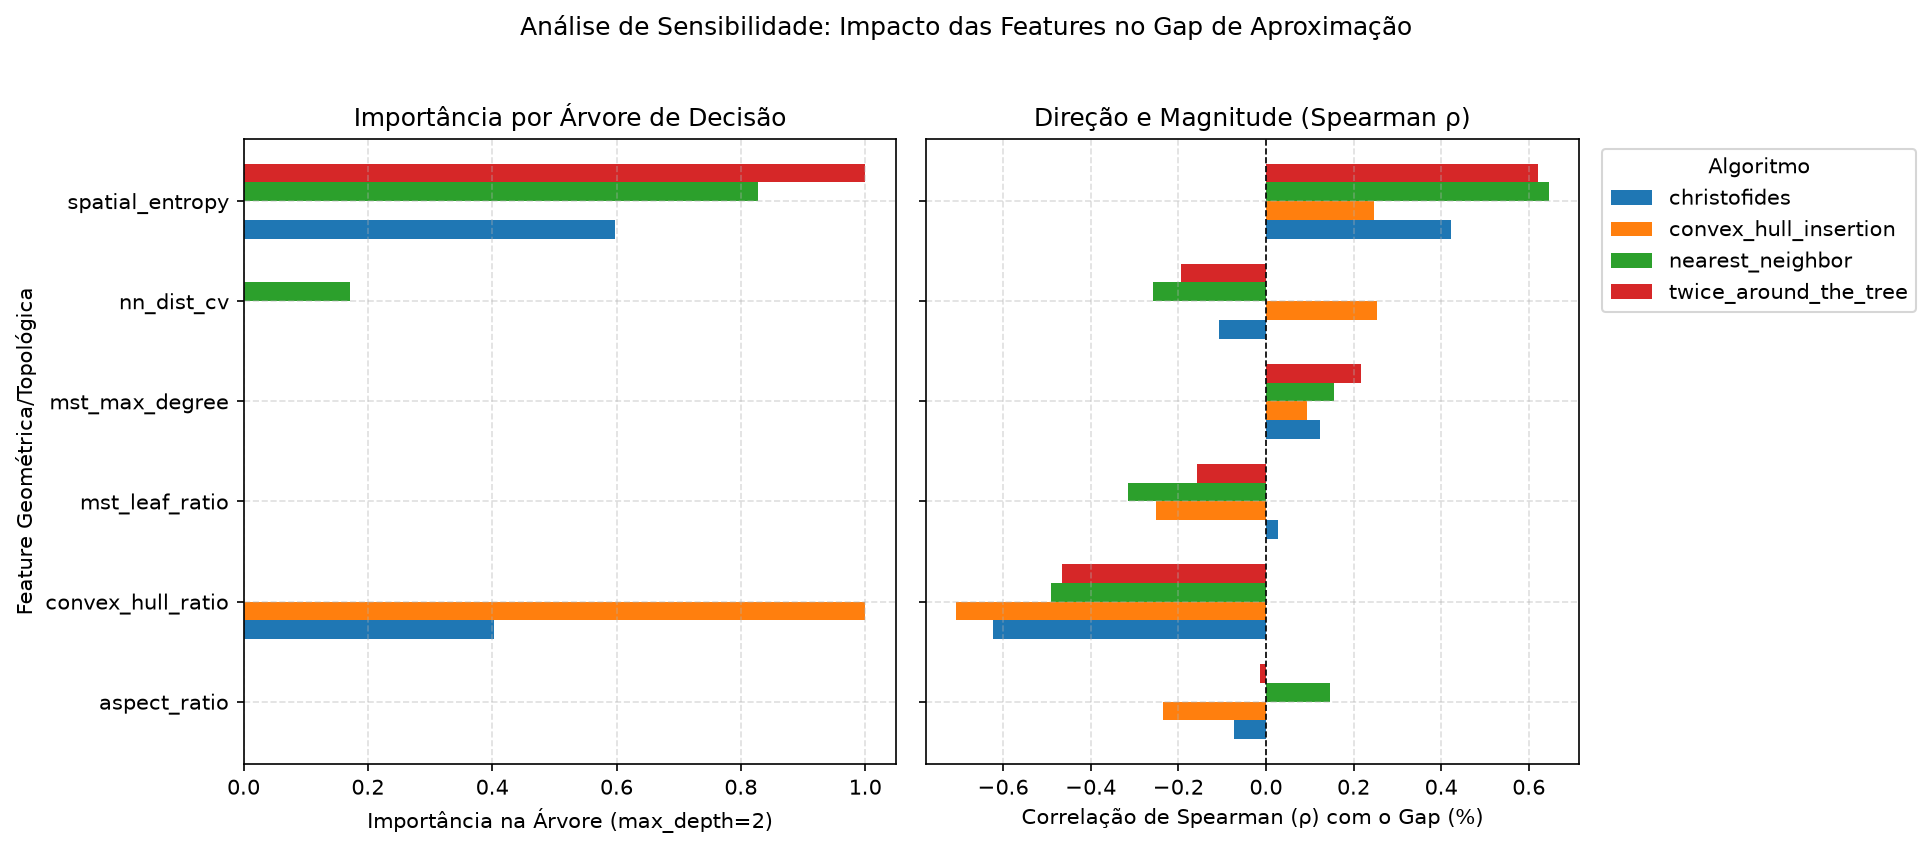 Análise de Sensibilidade: Impacto das Features no Gap de Aproximação
Importância por Árvore de Decisão
Feature Geométrica/Topológica
spatial_entropy
nn_dist_cv
mst_max_degree
mst_leaf_ratio
convex_hull_ratio
aspect_ratio
0.0 0.2 0.4 0.6 0.8 1.0
Importância na Árvore (max_depth=2)
Direção e Magnitude (Spearman ρ)
−0.6 −0.4 −0.2 0.0 0.2 0.4 0.6
Correlação de Spearman (ρ) com o Gap (%)
Algoritmo
christofides
convex_hull_insertion
nearest_neighbor
twice_around_the_tree